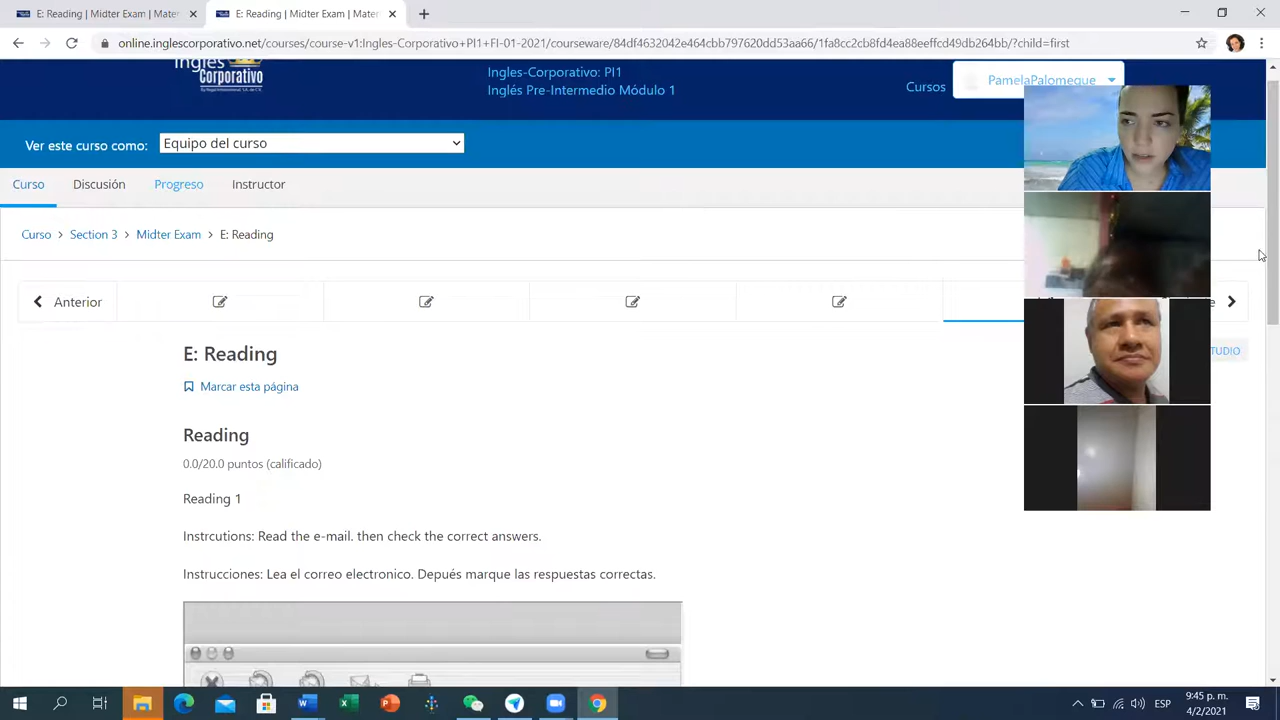 E: Reading | Midter Exam | Mater
E: Reading | Midter Exam | Mater
online.inglescorporativo.net/courses/course-v1:Ingles-Corporativo+PI1+FI-01-2021/courseware/84df4632042e464cbb797620dd53aa66/1fa8cc2cb8fd4ea88eeffcd49db264bb/?child=first
Inglés
Corporativo
Ingles-Corporativo: PI1
Inglés Pre-Intermedio Módulo 1
Cursos
PamelaPalomeque
Ver este curso como:
Equipo del curso
Curso
Discusión
Progreso
Instructor
Curso > Section 3 > Midter Exam > E: Reading
Anterior
E: Reading
TUDIO
Marcar esta página
Reading
0.0/20.0 puntos (calificado)
Reading 1
Instrcutions: Read the e-mail. then check the correct answers.
Instrucciones: Lea el correo electronico. Depués marque las respuestas correctas.
ESP
9:45 p. m.
4/2/2021